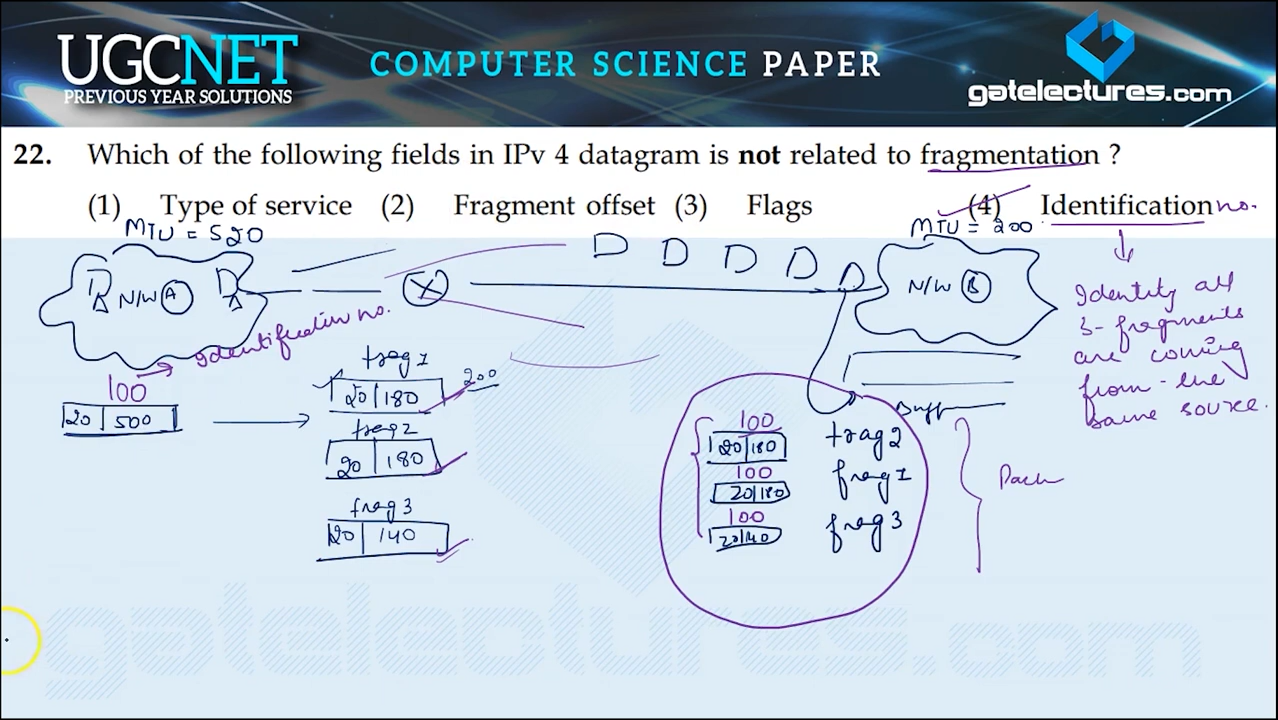 UGCNET
PREVIOUS YEAR SOLUTIONS
COMPUTER SCIENCE PAPER
gatelectures.com
22. Which of the following fields in IPv 4 datagram is not related to fragmentation ?
(1) Type of service (2) Fragment offset (3) Flags (4) Identification no.
MTU = 520
MTU = 200
D D D D D
D D
N/W A
N/W B
Identification no.
100
20 500
frag 1
20 180
200
frag 2
20 180
frag 3
20 140
Buff
100
20 180 frag 2
100
20 180 frag 1
100
20 140 frag 3
Identity all
3-fragments
are coming
from the
same source.
gatelectures.com